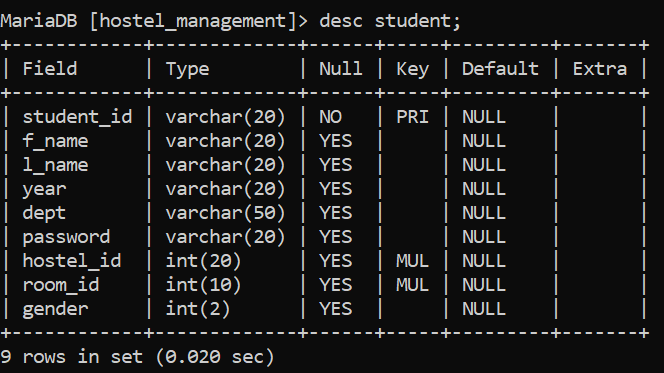 MariaDB [hostel_management]> desc student;
+------------+-------------+------+-----+---------+-------+
| Field      | Type        | Null | Key | Default | Extra |
+------------+-------------+------+-----+---------+-------+
| student_id | varchar(20) | NO   | PRI | NULL    |       |
| f_name     | varchar(20) | YES  |     | NULL    |       |
| l_name     | varchar(20) | YES  |     | NULL    |       |
| year       | varchar(20) | YES  |     | NULL    |       |
| dept       | varchar(50) | YES  |     | NULL    |       |
| password   | varchar(20) | YES  |     | NULL    |       |
| hostel_id  | int(20)     | YES  | MUL | NULL    |       |
| room_id    | int(10)     | YES  | MUL | NULL    |       |
| gender     | int(2)      | YES  |     | NULL    |       |
+------------+-------------+------+-----+---------+-------+
9 rows in set (0.020 sec)